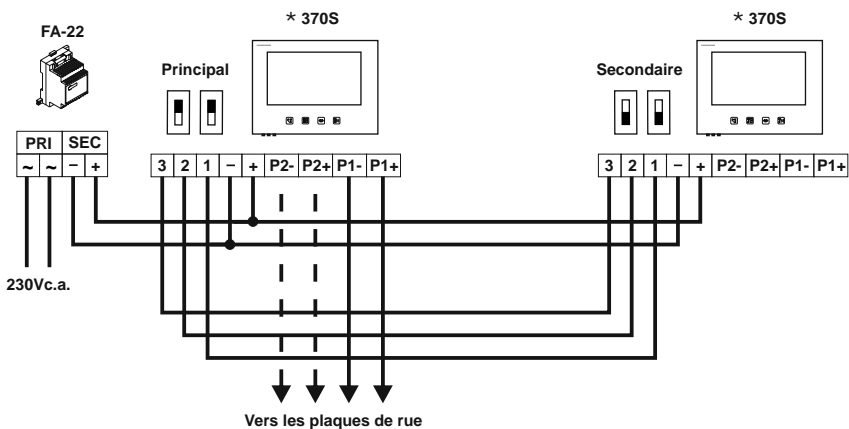 * 370S
* 370S
FA-22
Principal
Secondaire
PRI SEC
~ ~ – +
3 2 1 – + P2- P2+ P1- P1+
3 2 1 – + P2- P2+ P1- P1+
230Vc.a.
Vers les plaques de rue